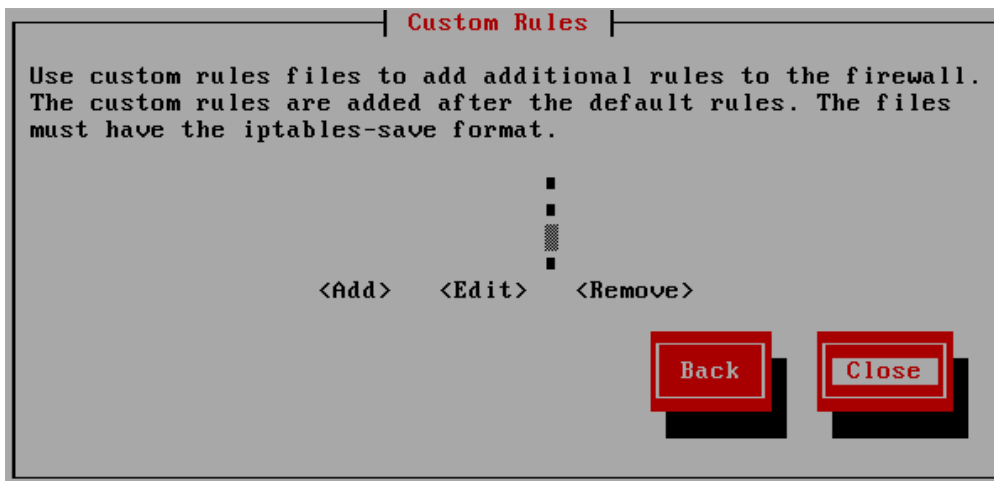 Custom Rules
Use custom rules files to add additional rules to the firewall.
The custom rules are added after the default rules. The files
must have the iptables-save format.
<Add> <Edit> <Remove>
Back Close